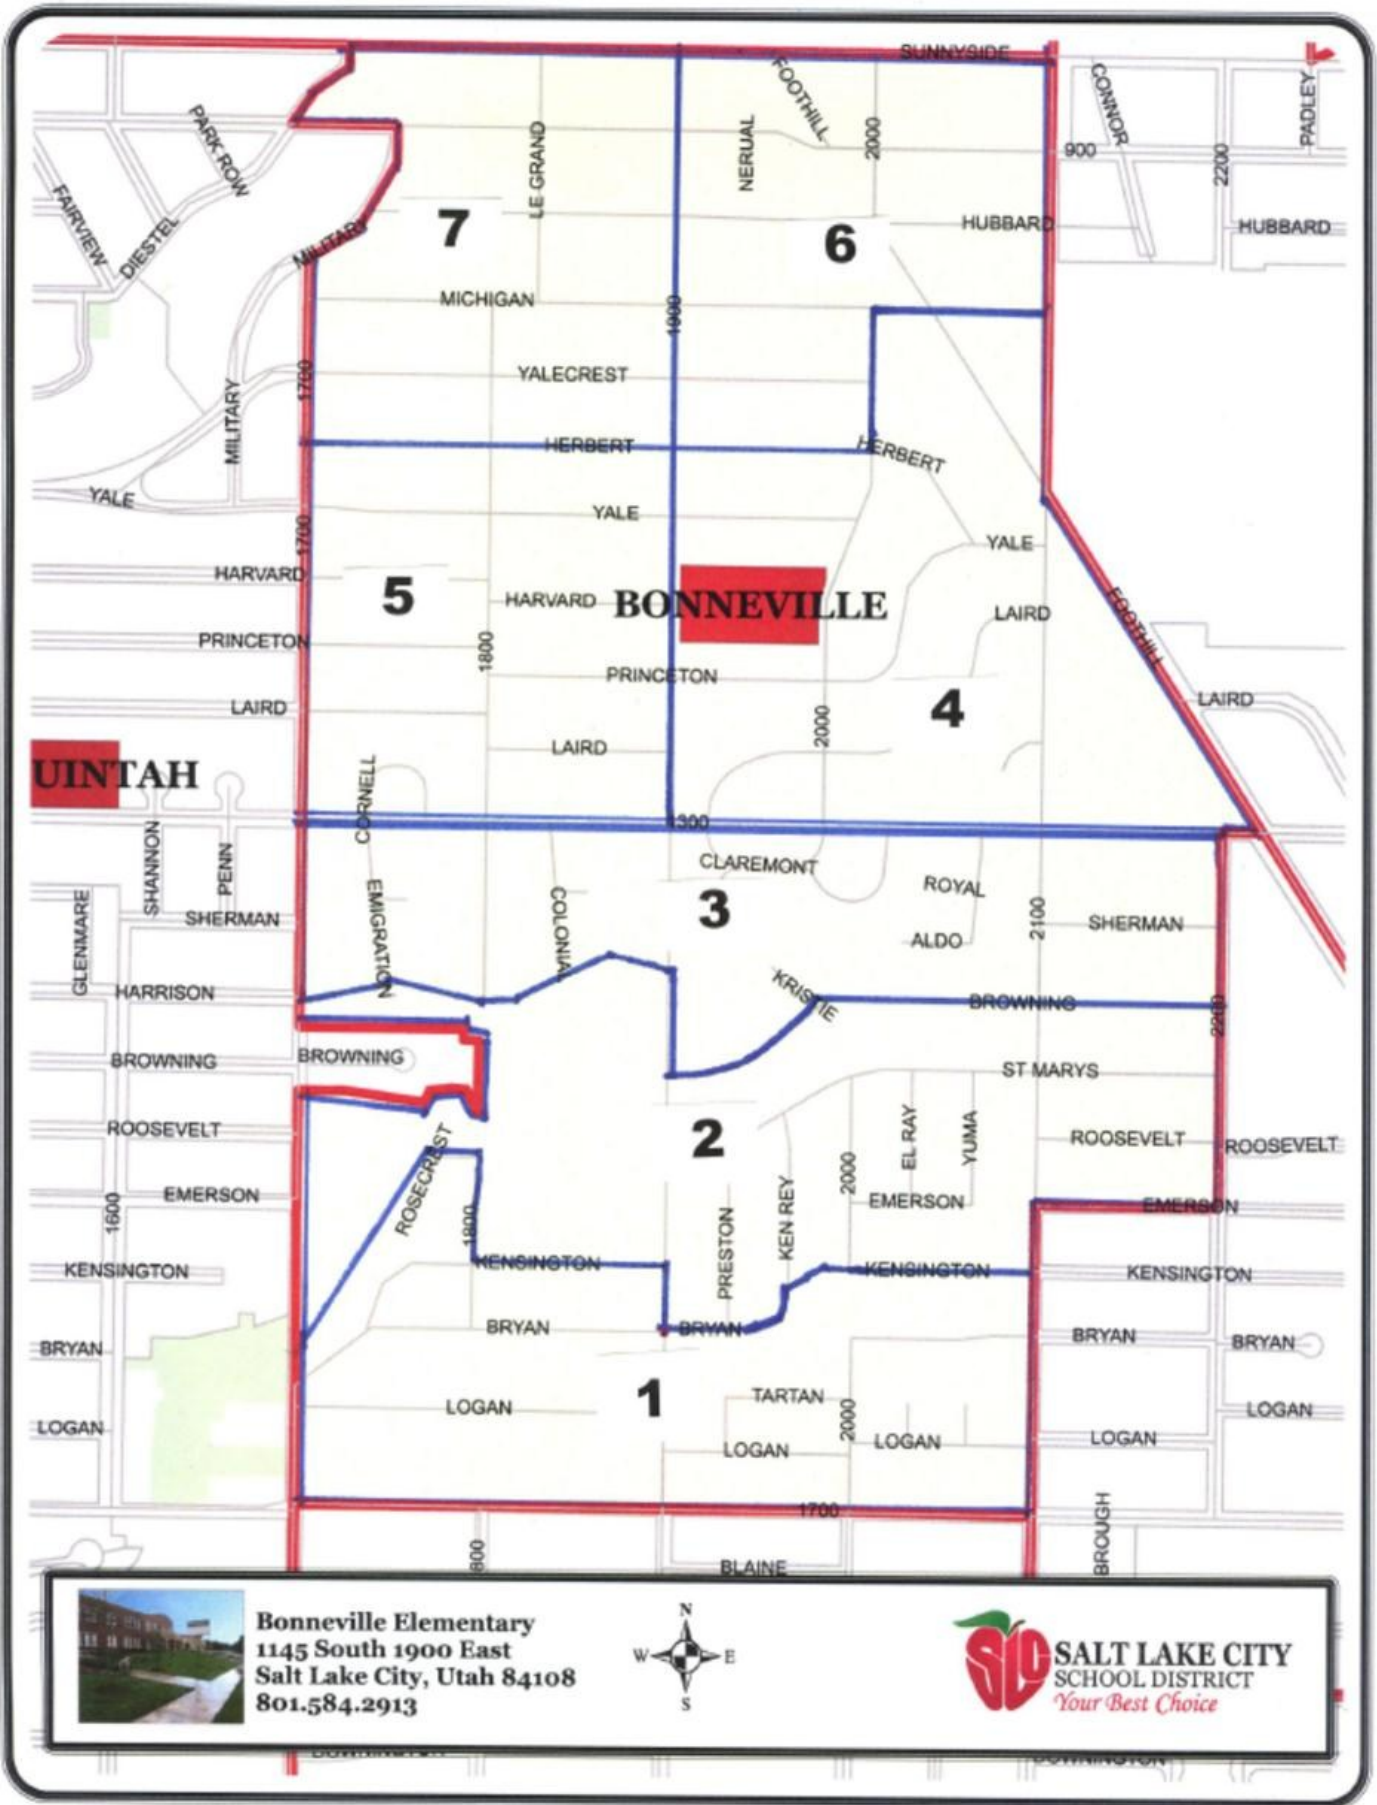 SUNNYSIDE
FOOTHILL
CONNOR
PADLEY
PARK ROW
LE GRAND
NERUAL
2000
900
2200
FAIRVIEW
DIESTEL
MILITARY
7
6
HUBBARD
HUBBARD
MICHIGAN
1900
1700
YALECREST
MILITARY
HERBERT
HERBERT
YALE
YALE
1700
YALE
HARVARD
5
HARVARD
BONNEVILLE
LAIRD
FOOTHILL
PRINCETON
1800
PRINCETON
LAIRD
4
LAIRD
2000
LAIRD
UINTAH
CORNELL
1300
SHANNON
PENN
CLAREMONT
EMIGRATION
COLONIAL
3
ROYAL
2100
SHERMAN
GLENMARE
SHERMAN
ALDO
HARRISON
KRISTIE
BROWNING
2200
BROWNING
BROWNING
ST MARYS
ROOSEVELT
ROSECREST
2
EL RAY
YUMA
ROOSEVELT
ROOSEVELT
EMERSON
1600
1800
PRESTON
KEN REY
2000
EMERSON
EMERSON
KENSINGTON
KENSINGTON
KENSINGTON
KENSINGTON
BRYAN
BRYAN
BRYAN
BRYAN
BRYAN
1
TARTAN
LOGAN
LOGAN
LOGAN
2000
LOGAN
LOGAN
LOGAN
1700
BROUGH
800
BLAINE
Bonneville Elementary
1145 South 1900 East
Salt Lake City, Utah 84108
801.584.2913
N
W E
S
SLC
SALT LAKE CITY
SCHOOL DISTRICT
Your Best Choice